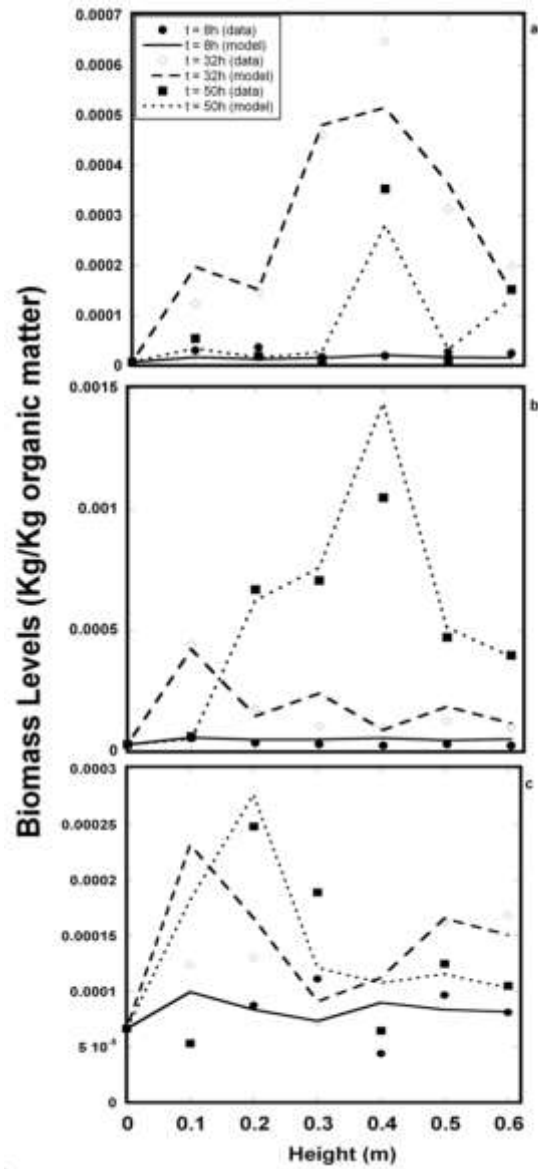 Biomass Levels (Kg/Kg organic matter)
0.0007
0.0006
0.0005
0.0004
0.0003
0.0002
0.0001
0
a
t = 8h (data)
t = 8h (model)
t = 32h (data)
t = 32h (model)
t = 50h (data)
t = 50h (model)
0.0015
0.001
0.0005
0
b
0.0003
0.00025
0.0002
0.00015
0.0001
5 10⁻⁵
0
c
0 0.1 0.2 0.3 0.4 0.5 0.6
Height (m)